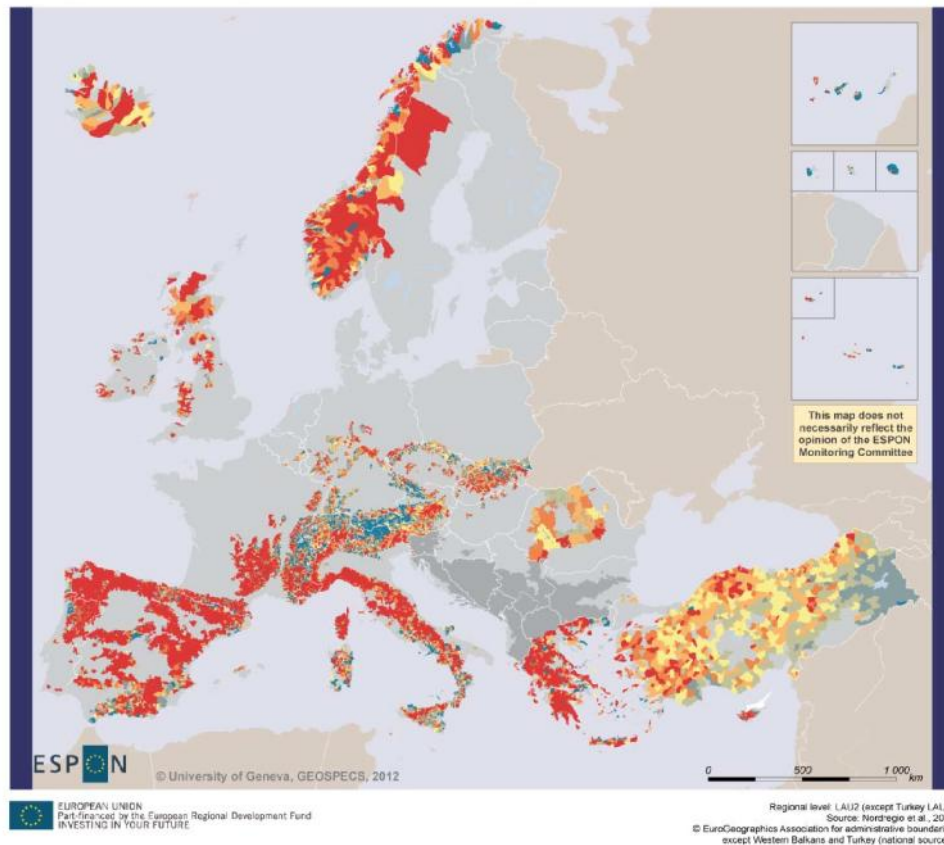 This map does not
necessarily reflect the
opinion of the ESPON
Monitoring Committee
ESPON
© University of Geneva, GEOSPECS, 2012
0 500 1 000
km
EUROPEAN UNION
Part-financed by the European Regional Development Fund
INVESTING IN YOUR FUTURE
Regional level: LAU2 (except Turkey
Source: Nordregio et al., 20
© EuroGeographics Association for administrative
except Western Balkans and Turkey (national